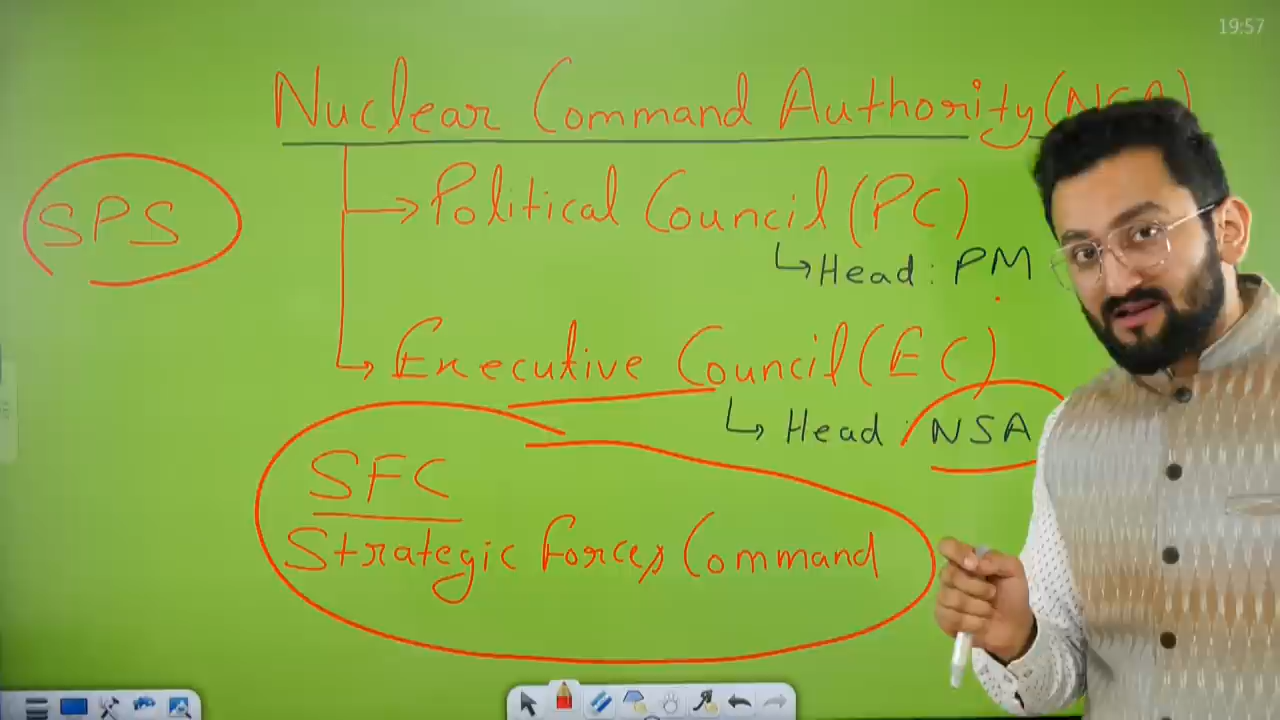 19:57
Nuclear Command Authority (NSA)
SPS
Political Council (PC)
Head: PM
Executive Council (EC)
Head: NSA
SFC
Strategic Forces Command